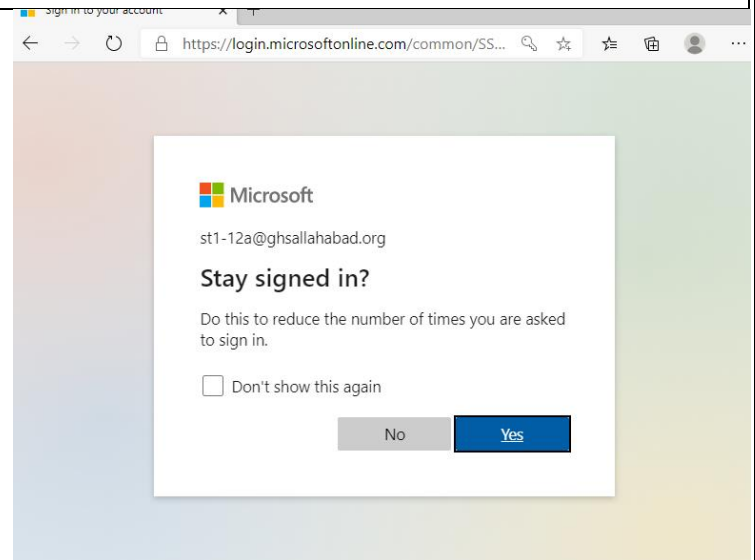 Sign in to your account
https://login.microsoftonline.com/common/SS...
Microsoft
st1-12a@ghsallahabad.org
Stay signed in?
Do this to reduce the number of times you are asked
to sign in.
Don't show this again
No
Yes